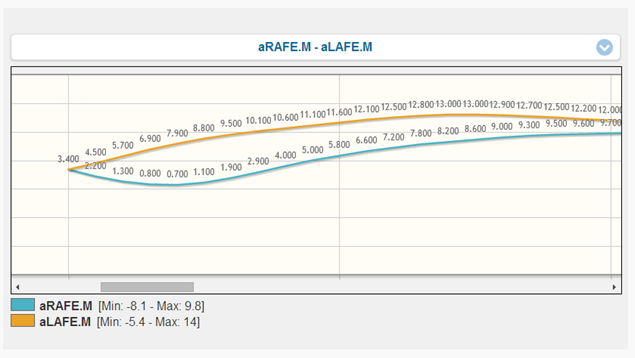 aRAFE.M - aLAFE.M
3.400 4.500 5.700 6.900 7.900 8.800 9.500 10.100 10.600 11.100 11.600 12.100 12.500 12.800 13.000 13.000 12.900 12.700 12.500 12.200 12.000
2.200 1.300 0.800 0.700 1.100 1.900 2.900 4.000 5.000 5.800 6.600 7.200 7.800 8.200 8.600 9.000 9.300 9.500 9.600 9.700
aRAFE.M [Min: -8.1 - Max: 9.8]
aLAFE.M [Min: -5.4 - Max: 14]